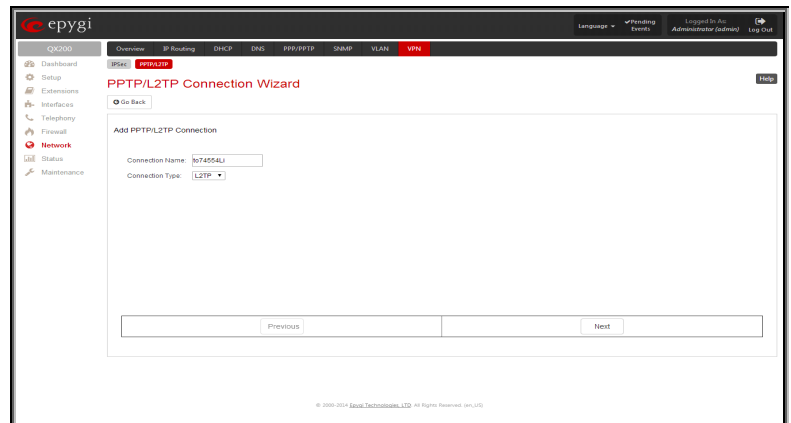 epygi
Language
Pending Events
Logged In As:
Administrator (admin)
Log Out
QX200
Overview IP Routing DHCP DNS PPP/PPTP SNMP VLAN VPN
Dashboard
Setup
Extensions
Interfaces
Telephony
Firewall
Network
Status
Maintenance
IPSec PPTP/L2TP
PPTP/L2TP Connection Wizard
Help
Go Back
Add PPTP/L2TP Connection
Connection Name: to74554Li
Connection Type: L2TP
Previous
Next
© 2000-2014 Epygi Technologies, LTD. All Rights Reserved. (en_US)